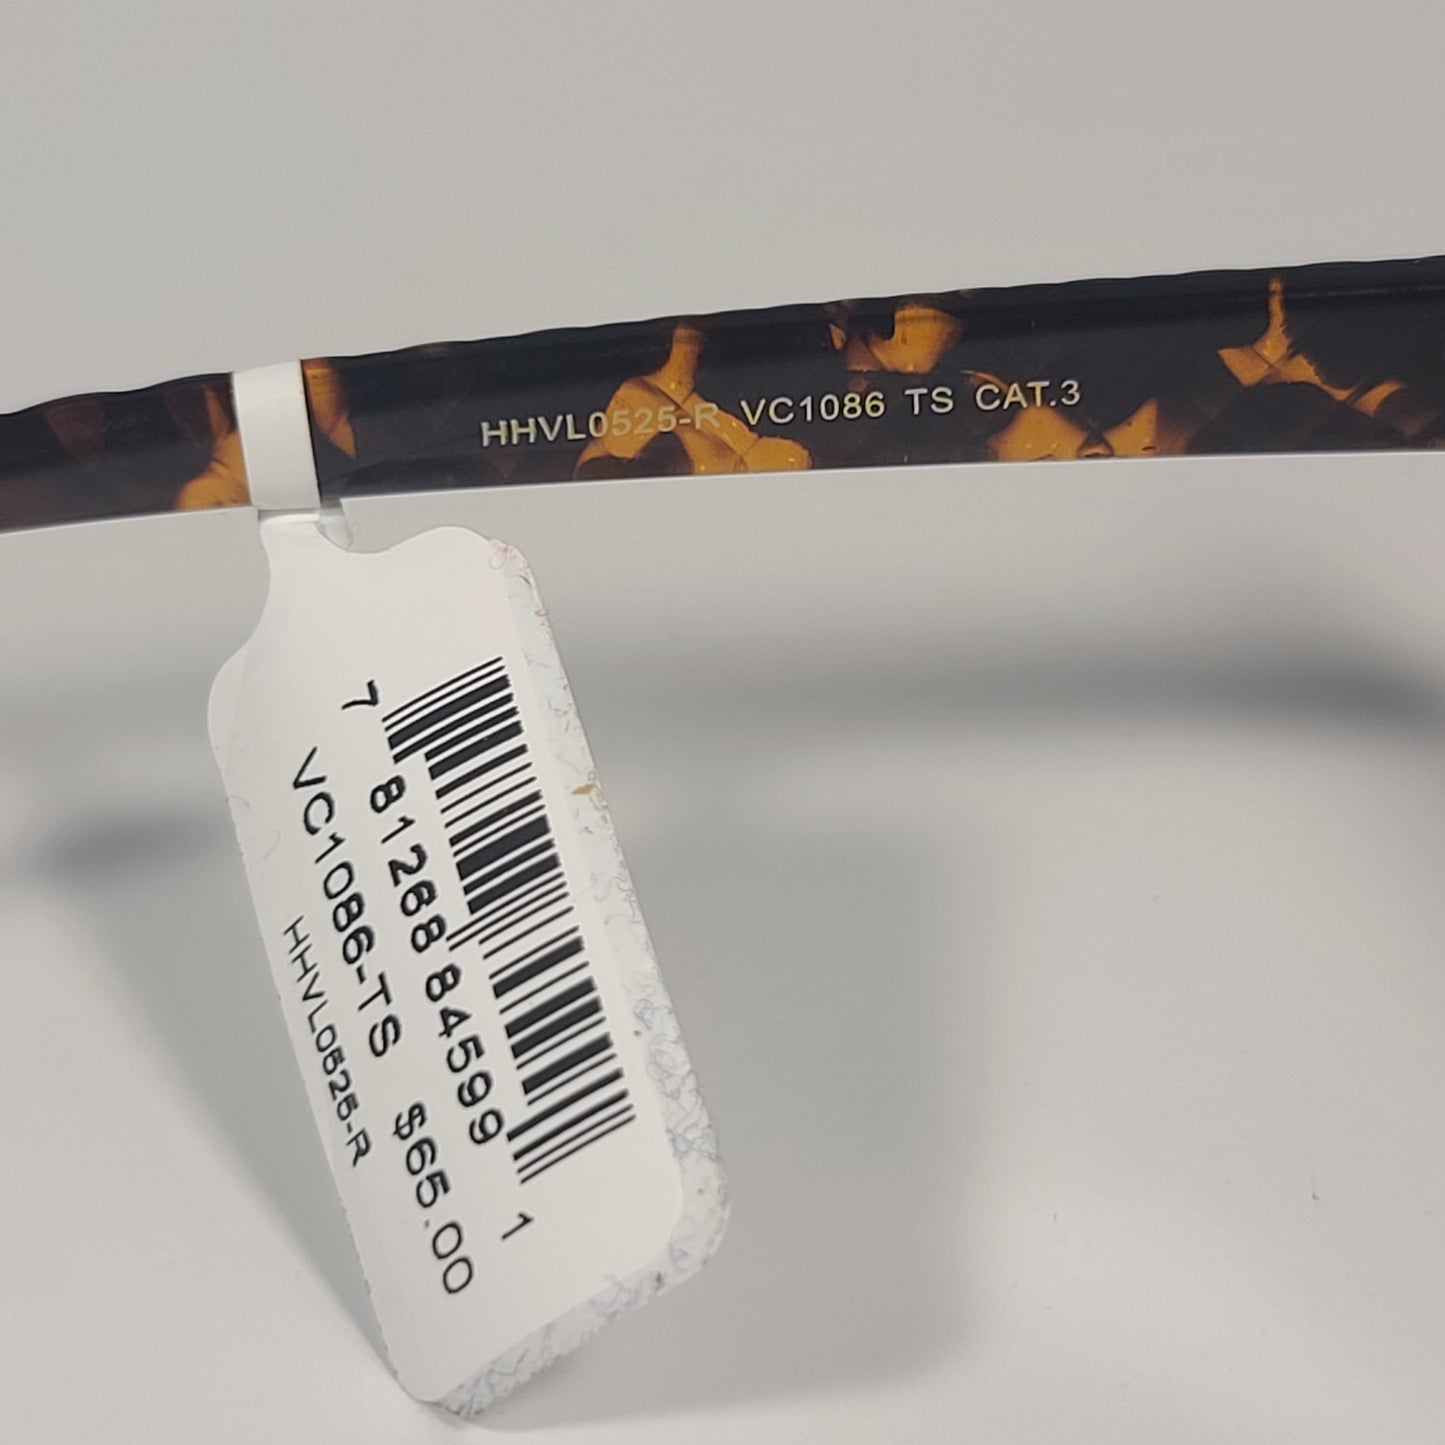 HHVL0525-R VC1086 TS CAT.3
7 81268 84599 1
VC1086-TS $65.00
HHVL0525-R